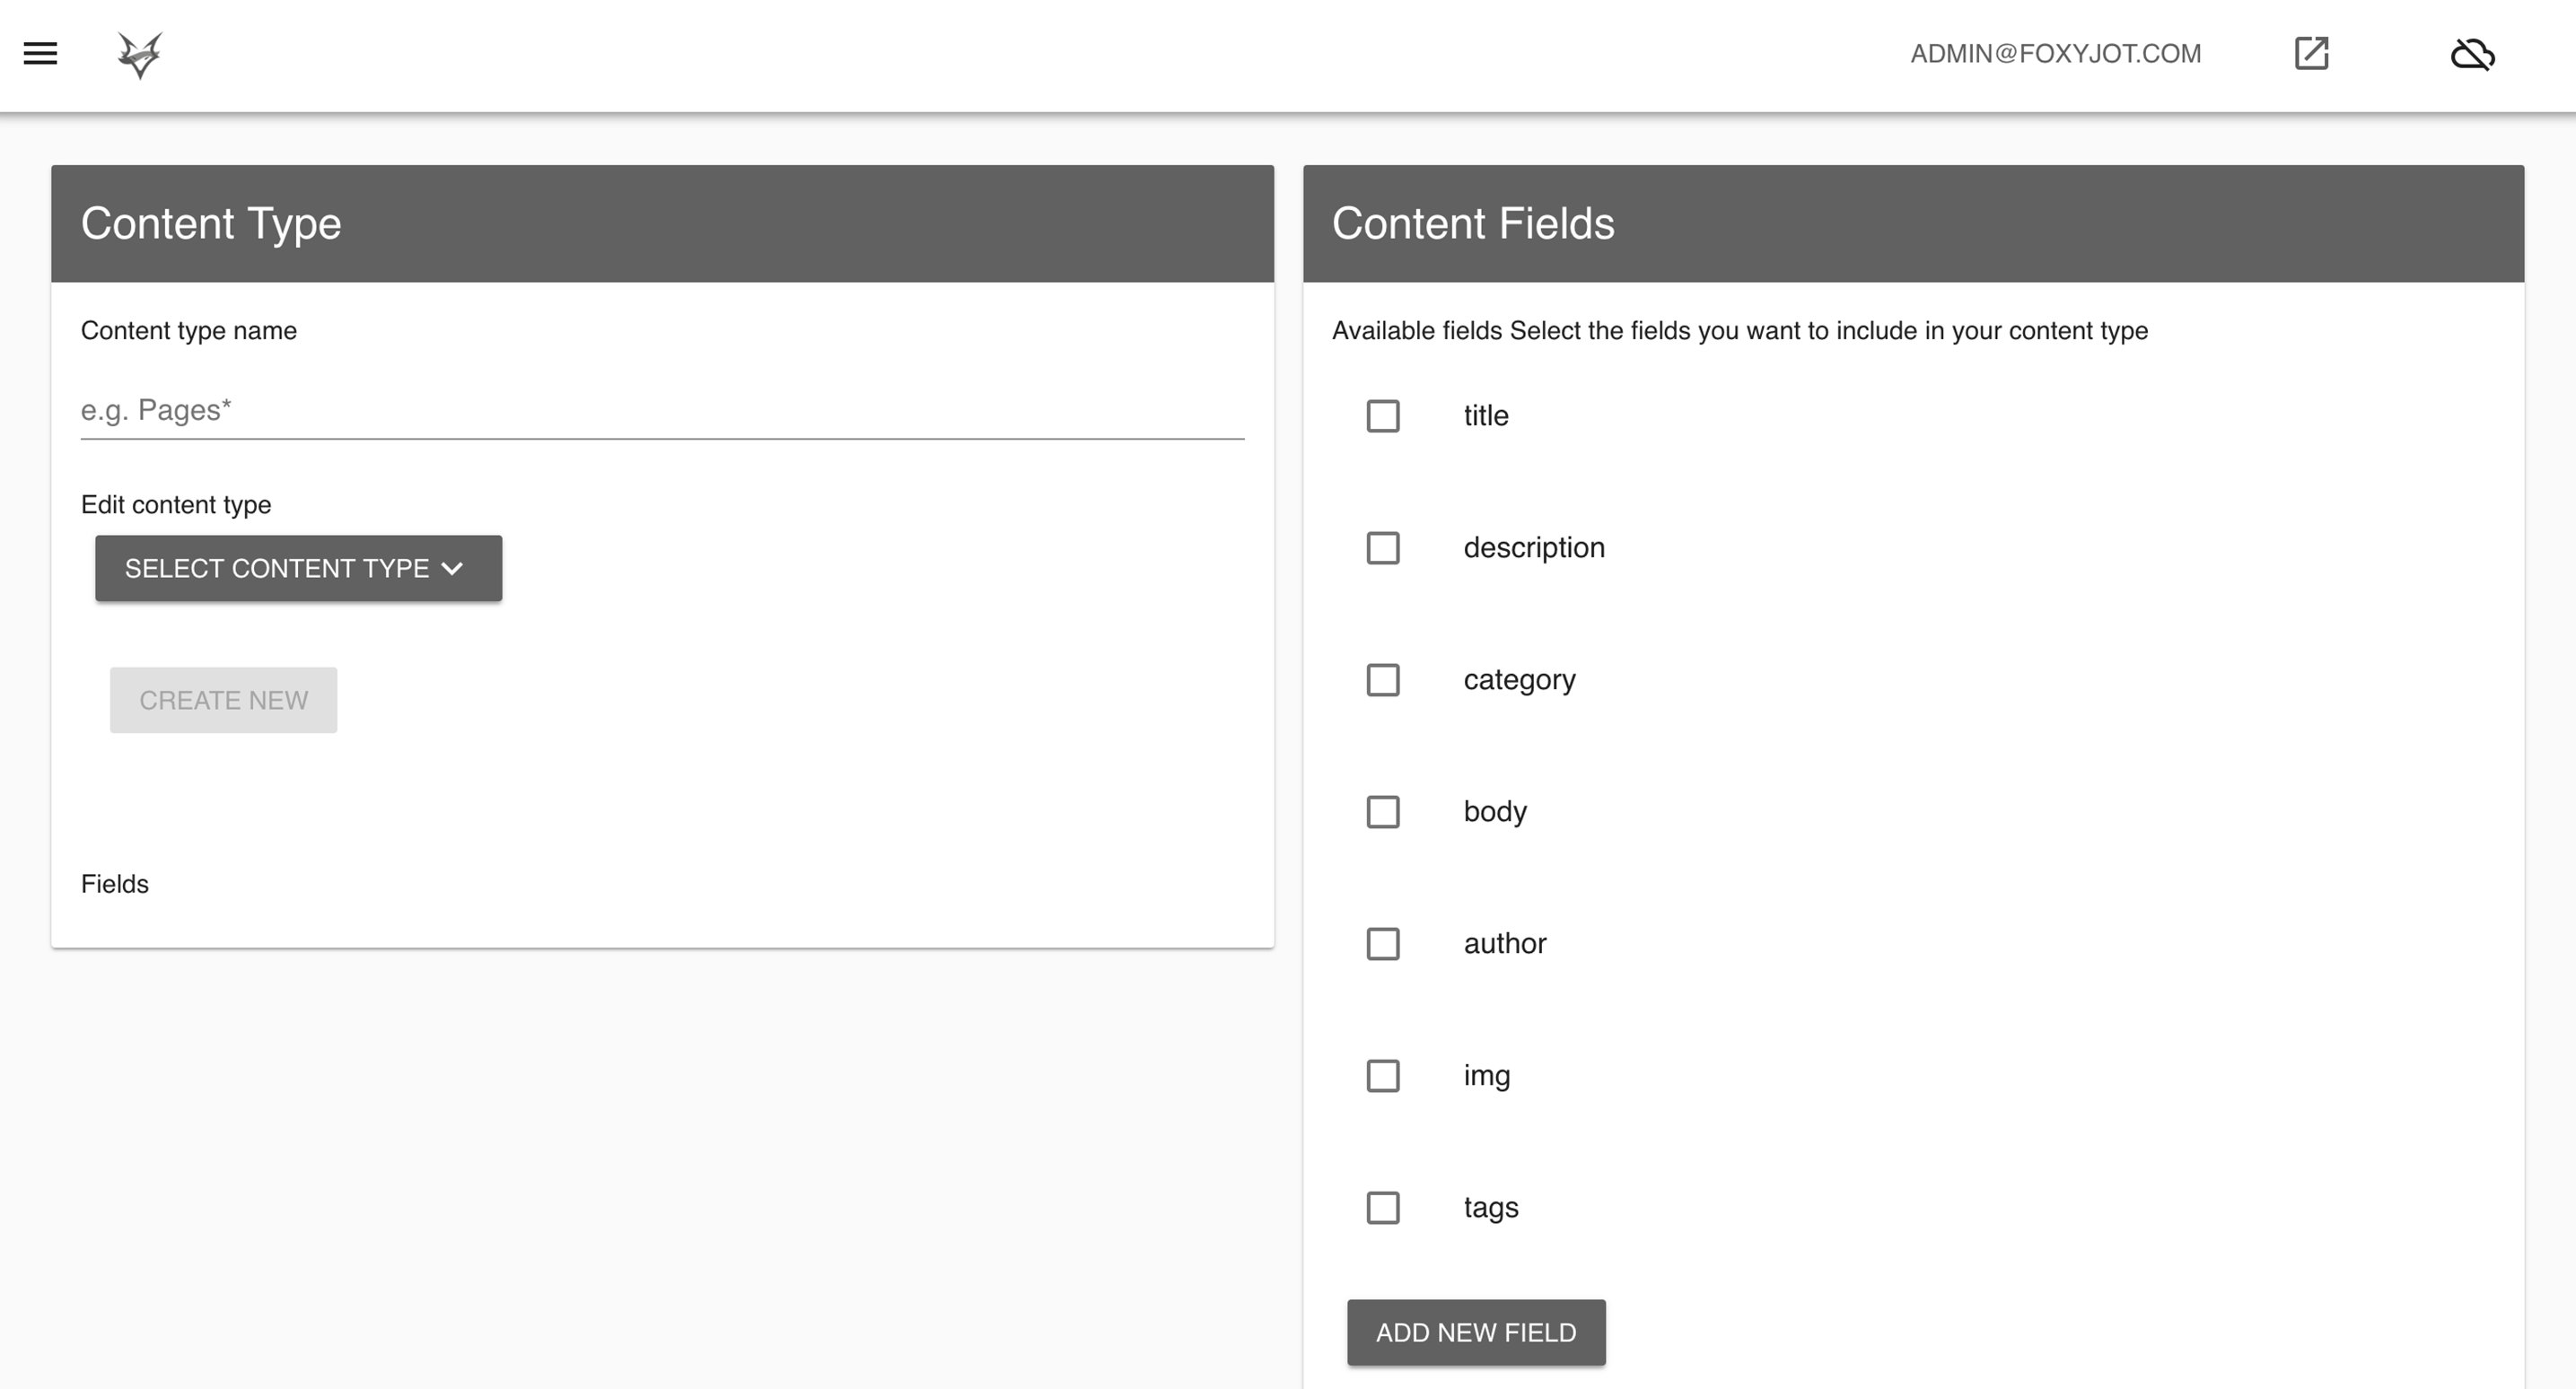 ADMIN@FOXYJOT.COM
Content Type
Content type name
e.g. Pages*
Edit content type
SELECT CONTENT TYPE
CREATE NEW
Fields
Content Fields
Available fields Select the fields you want to include in your content type
title
description
category
body
author
img
tags
ADD NEW FIELD